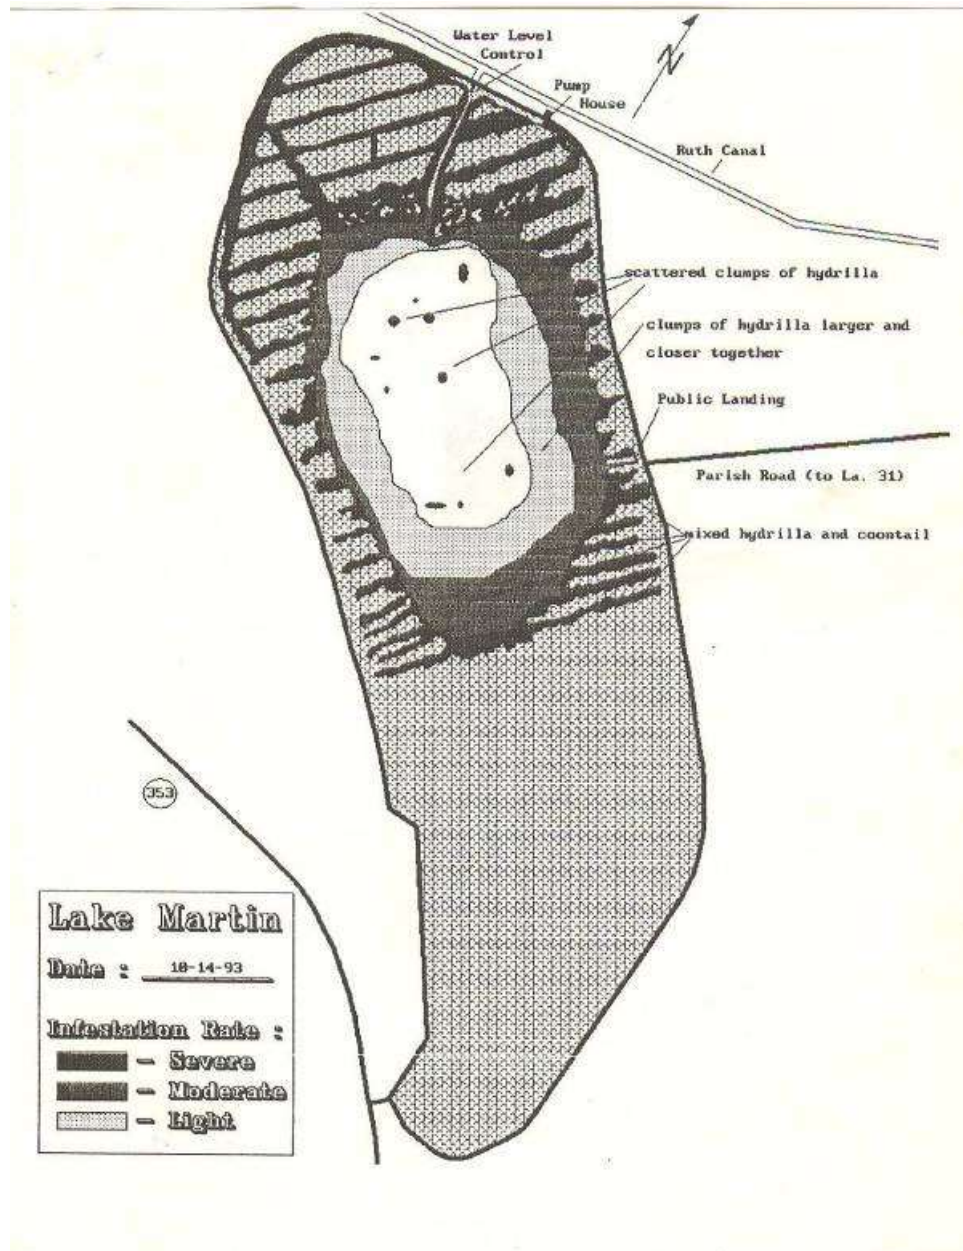 Water Level
Control
N
Pump
House
Ruth Canal
scattered clumps of hydrilla
clumps of hydrilla larger and
closer together
Public Landing
Parish Road (to La. 31)
mixed hydrilla and coontail
353
Lake Martin
Date : 10-14-93
Infestation Rate :
- Severe
- Moderate
- Light